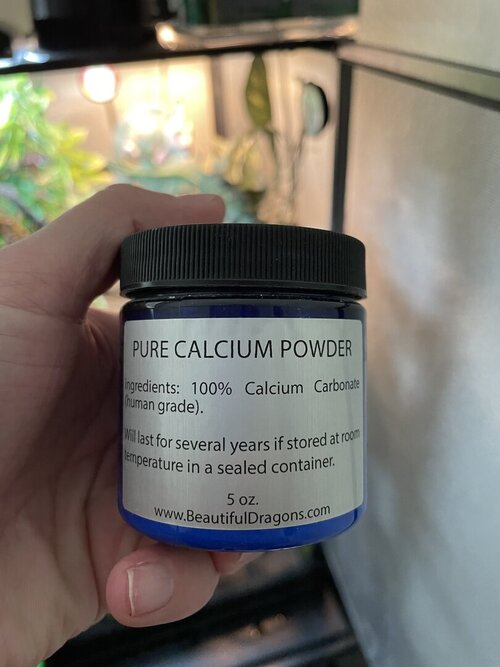 PURE CALCIUM POWDER
Ingredients: 100% Calcium Carbonate
(human grade).
Will last for several years if stored at room
temperature in a sealed container.
5 oz.
www.BeautifulDragons.com